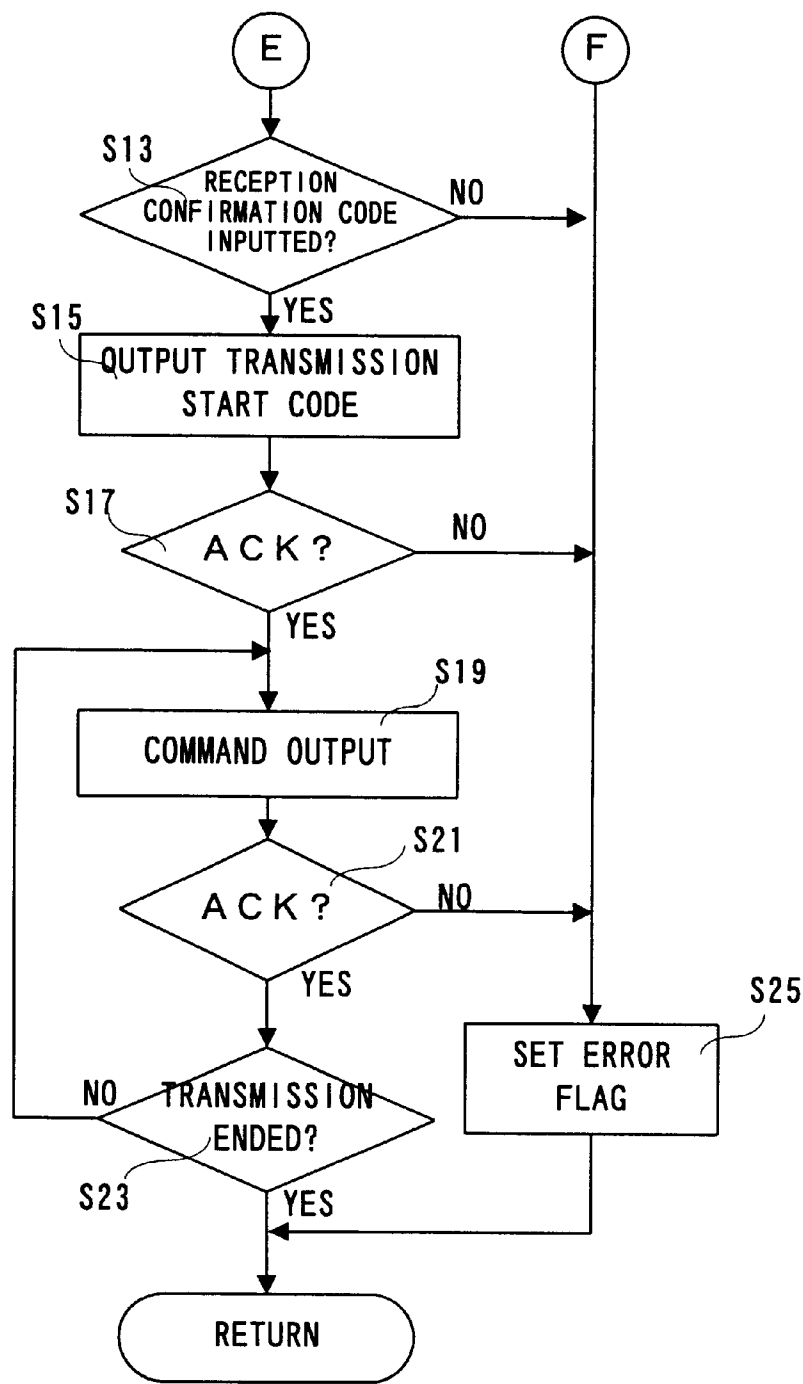 E
F
S13
RECEPTION
CONFIRMATION CODE
INPUTTED?
NO
YES
S15
OUTPUT TRANSMISSION
START CODE
S17
ACK?
NO
YES
S19
COMMAND OUTPUT
S21
ACK?
NO
YES
S25
SET ERROR
FLAG
NO
TRANSMISSION
ENDED?
S23
YES
RETURN